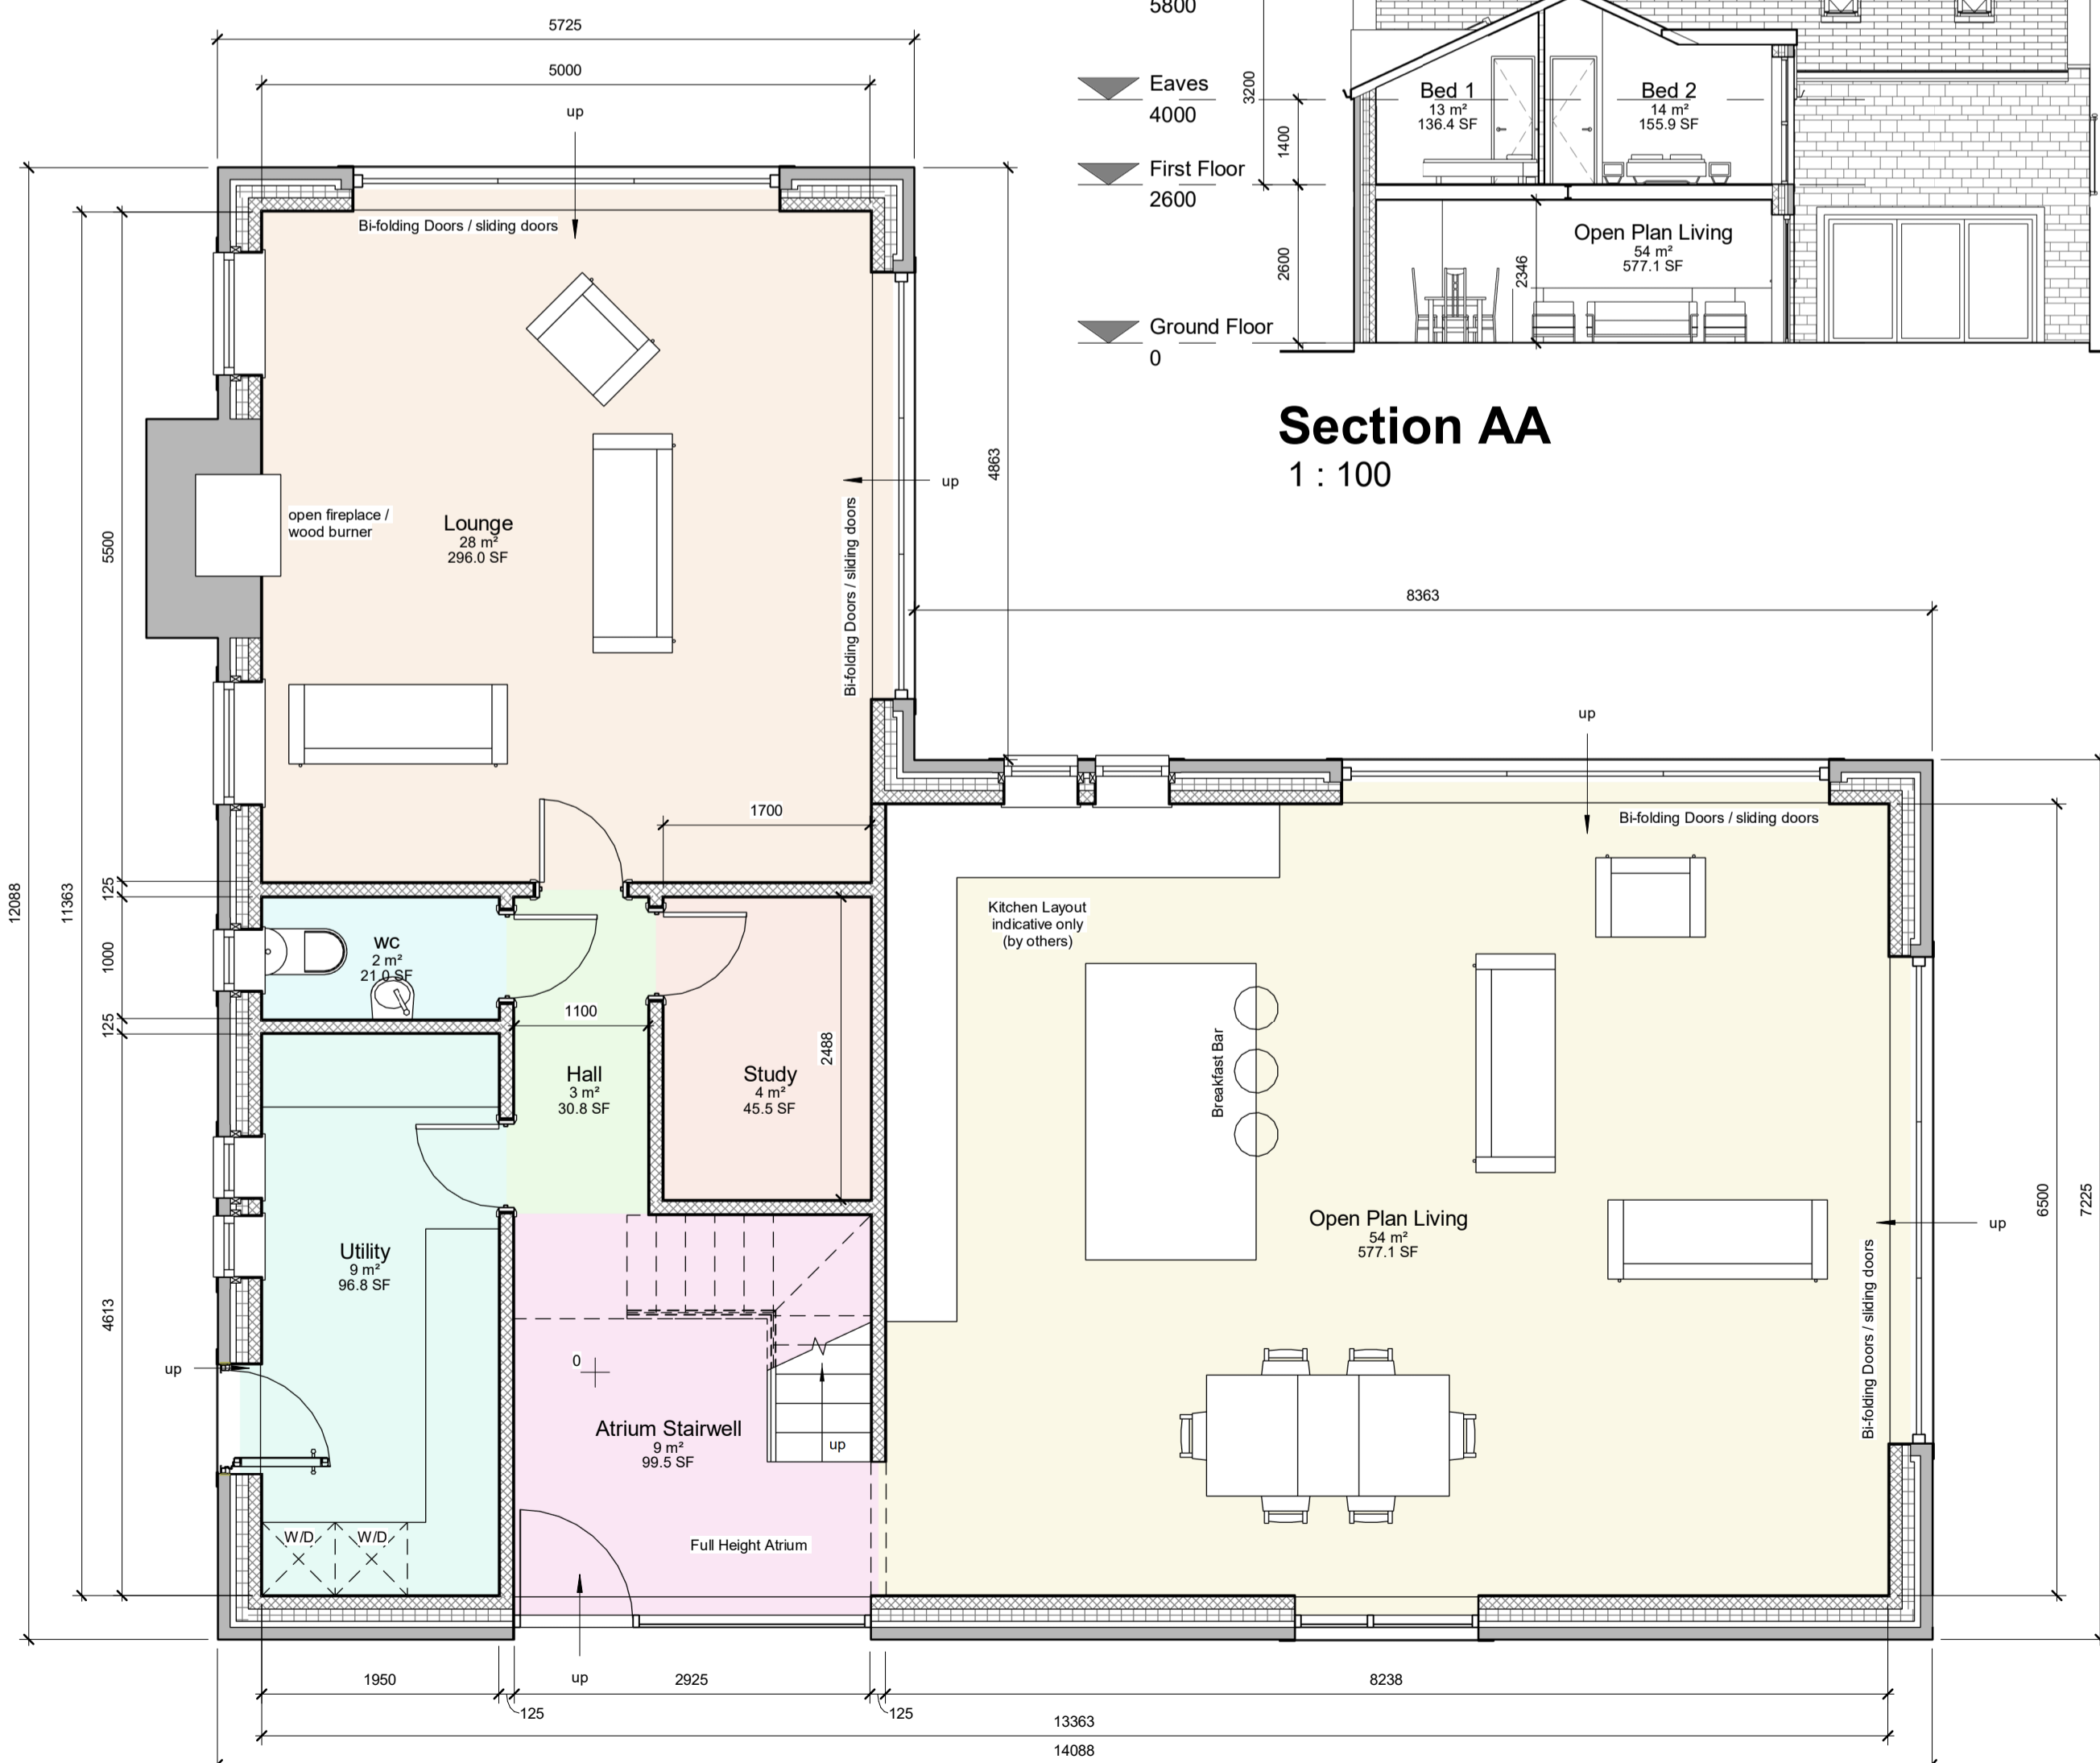 5725
5000
up
Bi-folding Doors / sliding doors
5800
Eaves
4000
First Floor
2600
Ground Floor
0
3200
1400
2600
2346
Bed 1
13 m²
136.4 SF
Bed 2
14 m²
155.9 SF
Open Plan Living
54 m²
577.1 SF
Section AA
1 : 100
up
4863
Bi-folding Doors / sliding doors
open fireplace /
wood burner
Lounge
28 m²
296.0 SF
5500
8363
up
Bi-folding Doors / sliding doors
1700
12088
11363
125
1000
125
4613
wc
2 m²
21.0 SF
1100
Hall
3 m²
30.8 SF
2488
Study
4 m²
45.5 SF
Kitchen Layout
indicative only
(by others)
Breakfast Bar
Open Plan Living
54 m²
577.1 SF
up
Bi-folding Doors / sliding doors
6500
7225
Utility
9 m²
96.8 SF
up
0
Atrium Stairwell
9 m²
99.5 SF
up
W/D
W/D
Full Height Atrium
up
1950
125
2925
125
8238
13363
14088